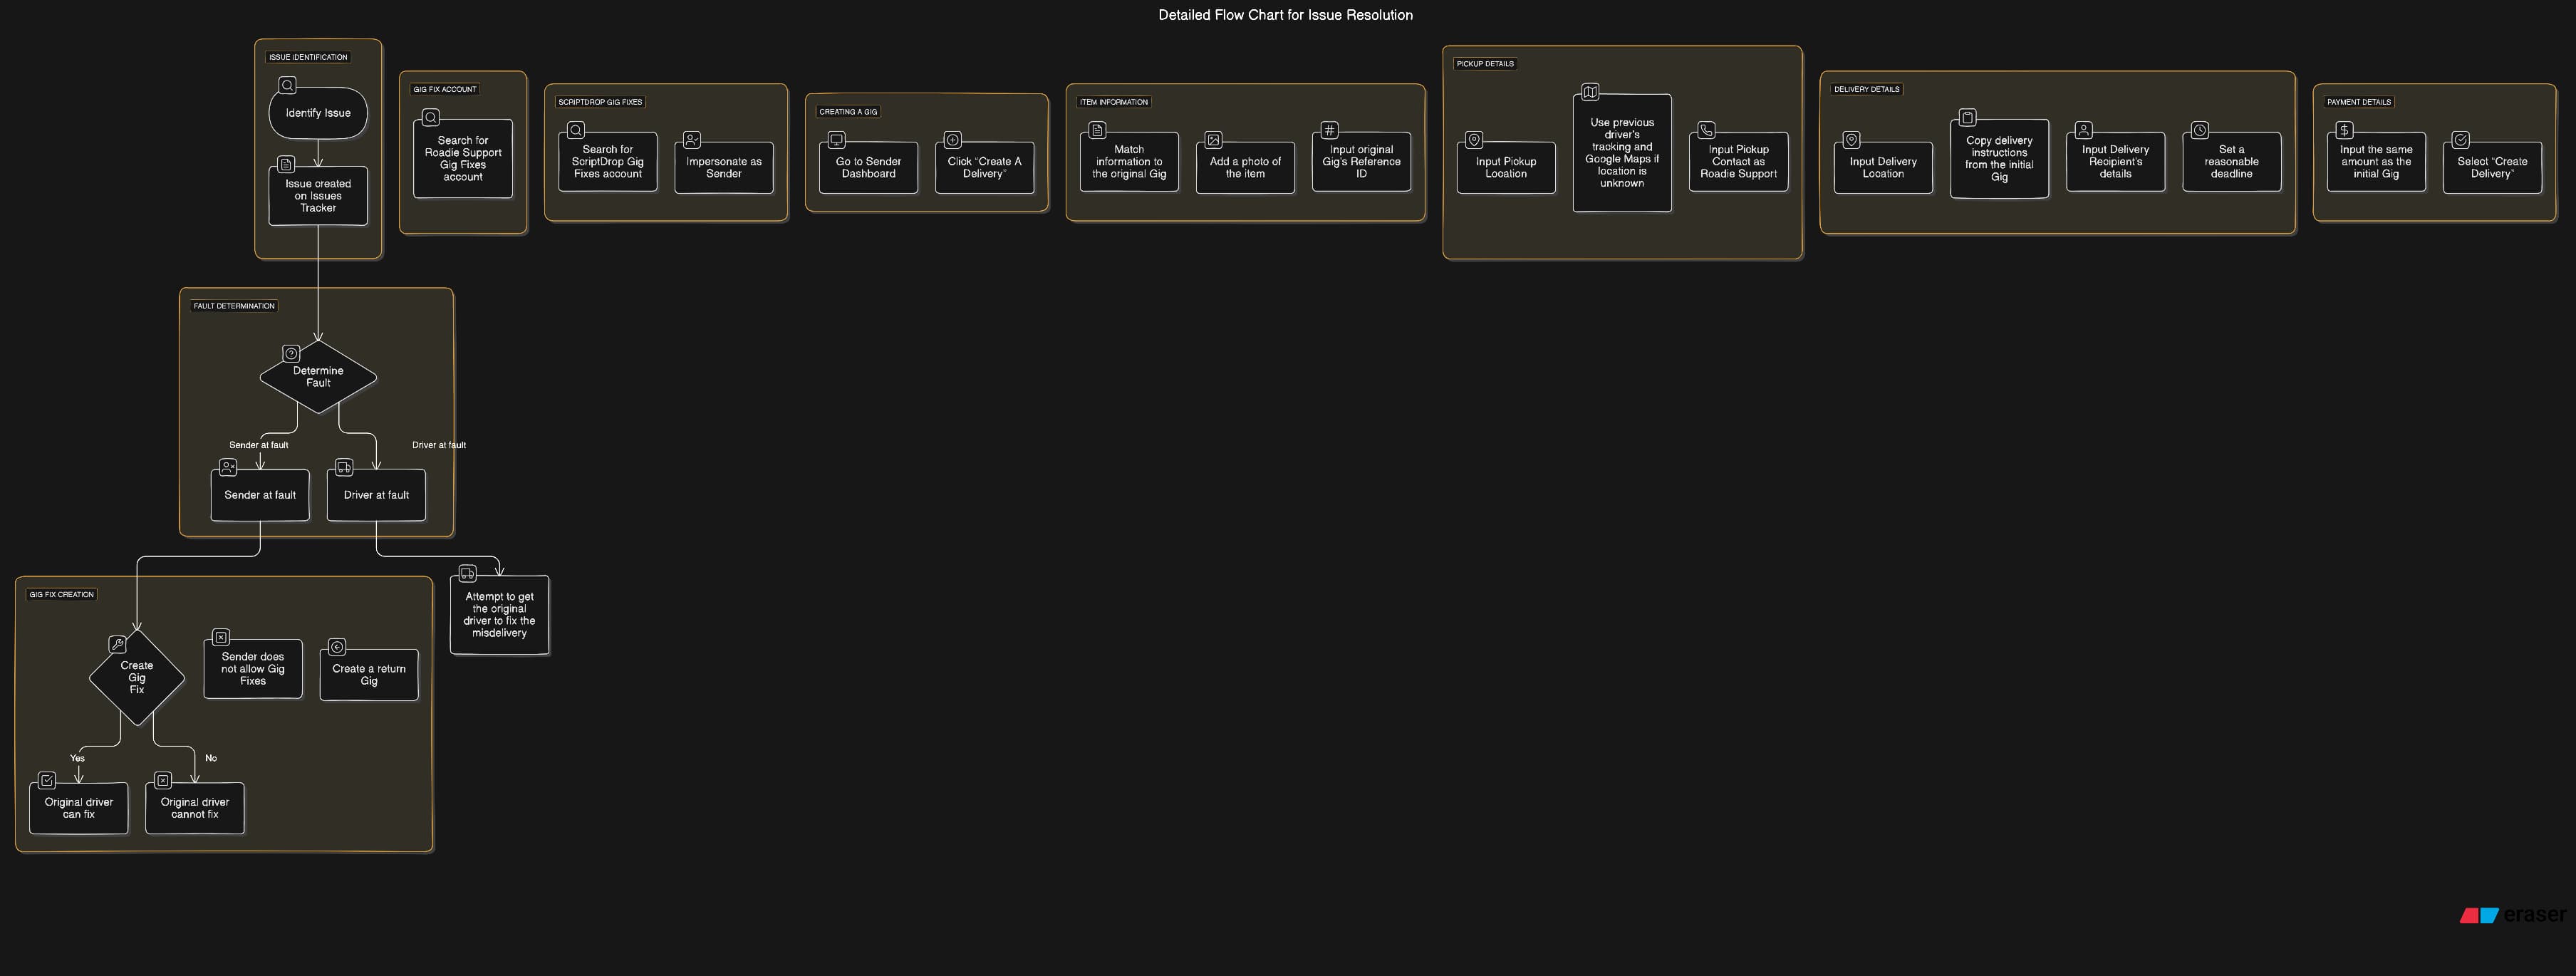 Detailed Flow Chart for Issue Resolution
ISSUE IDENTIFICATION
Identify Issue
Issue created
on Issues
Tracker
GIG FIX ACCOUNT
Search for
Roadie Support
Gig Fixes
account
SCRIPTDROP GIG FIXES
Search for
ScriptDrop Gig
Fixes account
Impersonate as
Sender
CREATING A GIG
Go to Sender
Dashboard
Click "Create A
Delivery"
ITEM INFORMATION
Match
information to
the original Gig
Add a photo of
the item
Input original
Gig's Reference
ID
PICKUP DETAILS
Input Pickup
Location
Use previous
driver's
tracking and
Google Maps if
location is
unknown
Input Pickup
Contact as
Roadie Support
DELIVERY DETAILS
Input Delivery
Location
Copy delivery
instructions
from the initial
Gig
Input Delivery
Recipient's
details
Set a
reasonable
deadline
PAYMENT DETAILS
Input the same
amount as the
initial Gig
Select "Create
Delivery"
FAULT DETERMINATION
Determine
Fault
Sender at fault
Driver at fault
Sender at fault
Driver at fault
GIG FIX CREATION
Create
Gig
Fix
Sender does
not allow Gig
Fixes
Create a return
Gig
Attempt to get
the original
driver to fix the
misdelivery
Yes
No
Original driver
can fix
Original driver
cannot fix
eraser